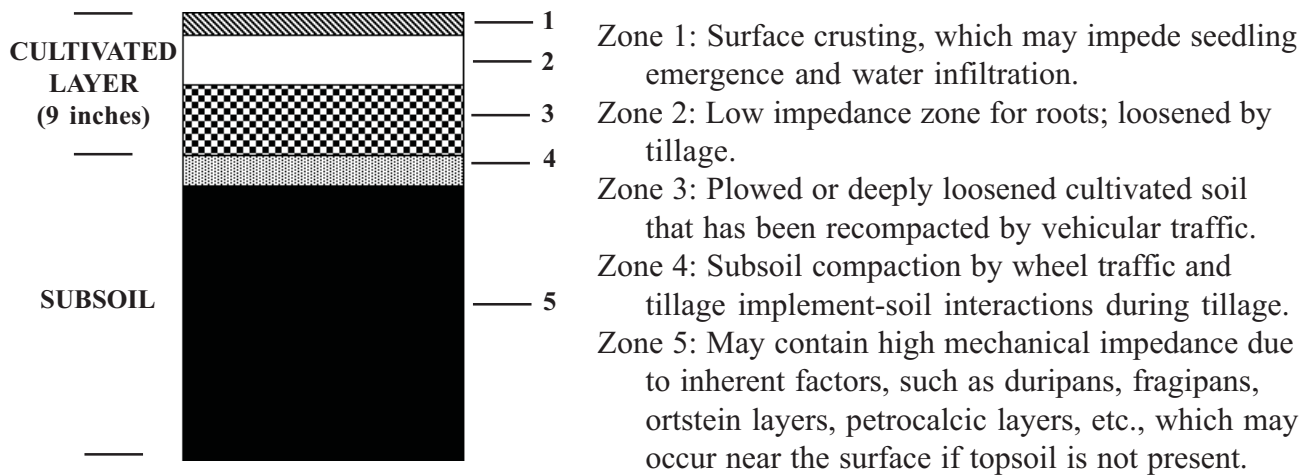 CULTIVATED
LAYER
(9 inches)
SUBSOIL
1
2
3
4
5
Zone 1: Surface crusting, which may impede seedling
emergence and water infiltration.
Zone 2: Low impedance zone for roots; loosened by
tillage.
Zone 3: Plowed or deeply loosened cultivated soil
that has been recompacted by vehicular traffic.
Zone 4: Subsoil compaction by wheel traffic and
tillage implement-soil interactions during tillage.
Zone 5: May contain high mechanical impedance due
to inherent factors, such as duripans, fragipans,
ortstein layers, petrocalcic layers, etc., which may
occur near the surface if topsoil is not present.